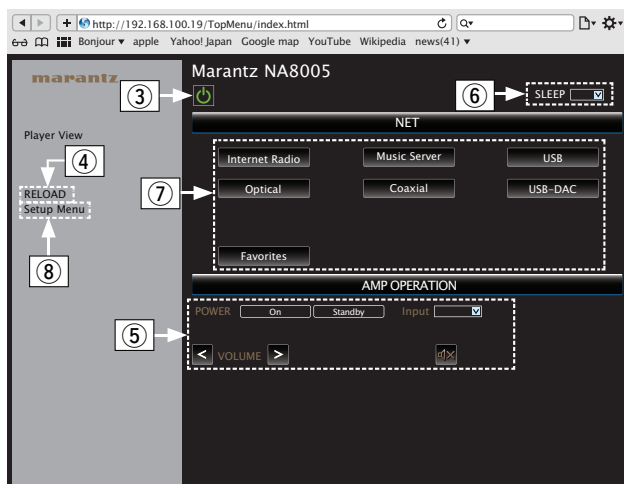 http://192.168.100.19/TopMenu/index.html
Bonjour ▼ apple Yahoo! Japan Google map YouTube Wikipedia news(41) ▼
marantz
Marantz NA8005
③
⑥
SLEEP
NET
Player View
④
Internet Radio Music Server USB
RELOAD
⑦
Optical Coaxial USB-DAC
Setup Menu
⑧
Favorites
AMP OPERATION
POWER On Standby Input
⑤
< VOLUME >